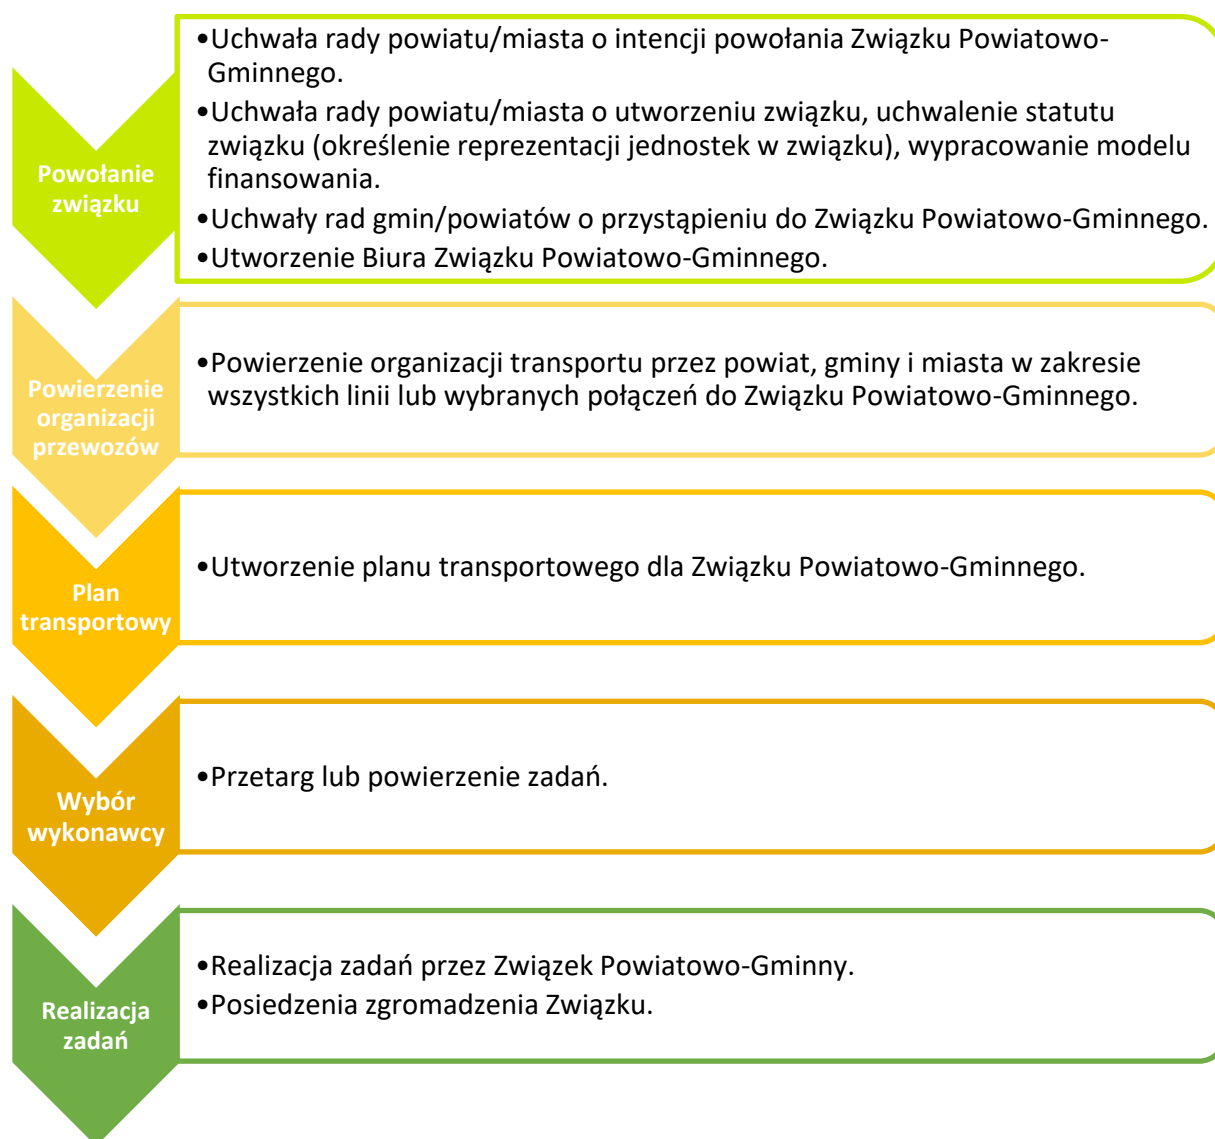 Powołanie
związku
•Uchwała rady powiatu/miasta o intencji powołania Związku Powiatowo-
Gminnego.
•Uchwała rady powiatu/miasta o utworzeniu związku, uchwalenie statutu
związku (określenie reprezentacji jednostek w związku), wypracowanie modelu
finansowania.
•Uchwały rad gmin/powiatów o przystąpieniu do Związku Powiatowo-Gminnego.
•Utworzenie Biura Związku Powiatowo-Gminnego.
Powierzenie
organizacji
przewozów
•Powierzenie organizacji transportu przez powiat, gminy i miasta w zakresie
wszystkich linii lub wybranych połączeń do Związku Powiatowo-Gminnego.
Plan
transportowy
•Utworzenie planu transportowego dla Związku Powiatowo-Gminnego.
Wybór
wykonawcy
•Przetarg lub powierzenie zadań.
Realizacja
zadań
•Realizacja zadań przez Związek Powiatowo-Gminny.
•Posiedzenia zgromadzenia Związku.